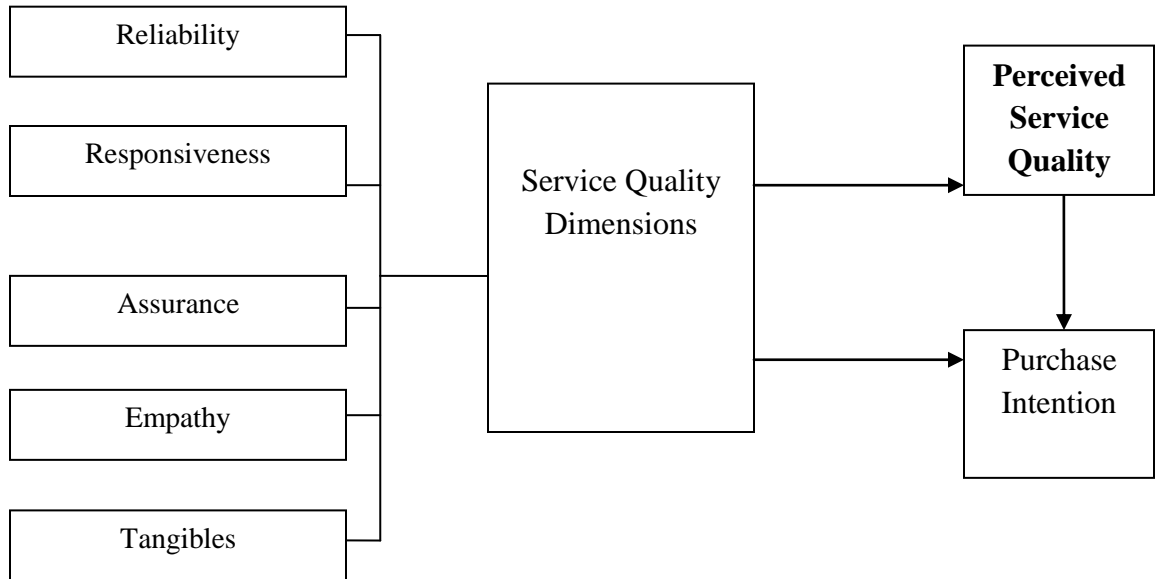 Reliability
Responsiveness
Assurance
Empathy
Tangibles
Service Quality
Dimensions
Perceived
Service
Quality
Purchase
Intention